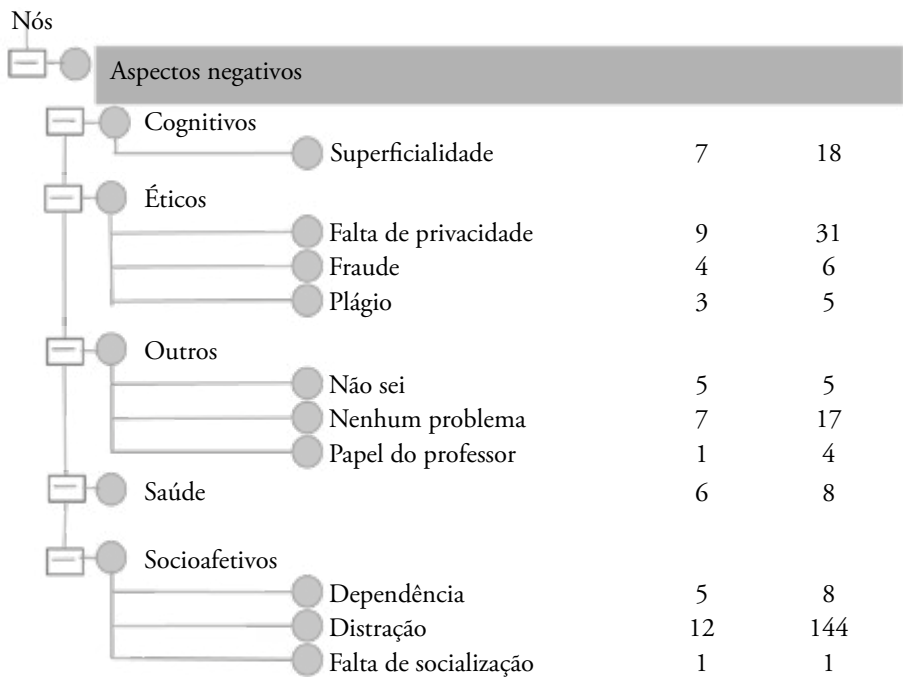 Nós
Aspectos negativos
Cognitivos
Superficialidade 7 18
Éticos
Falta de privacidade 9 31
Fraude 4 6
Plágio 3 5
Outros
Não sei 5 5
Nenhum problema 7 17
Papel do professor 1 4
Saúde 6 8
Socioafetivos
Dependência 5 8
Distração 12 144
Falta de socialização 1 1